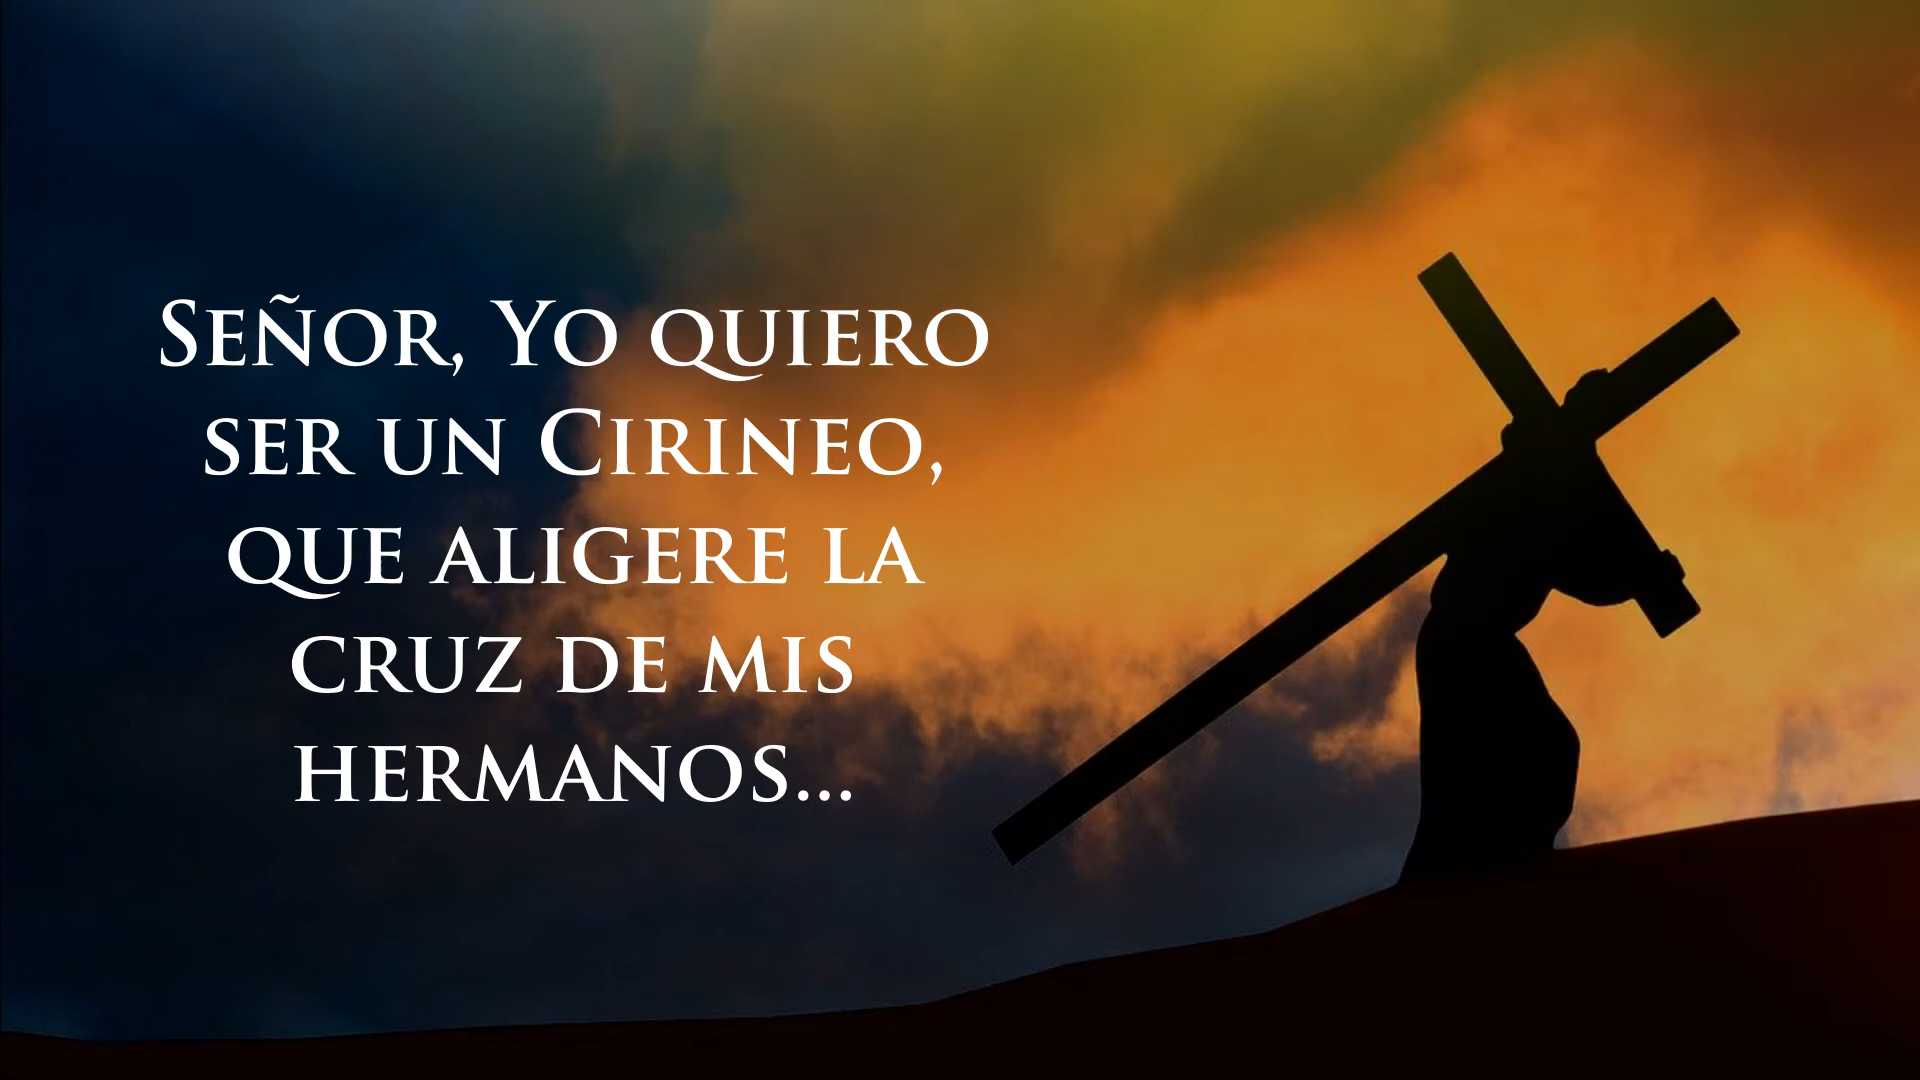 Señor, Yo quiero
ser un Cirineo,
que aligere la
cruz de mis
hermanos...